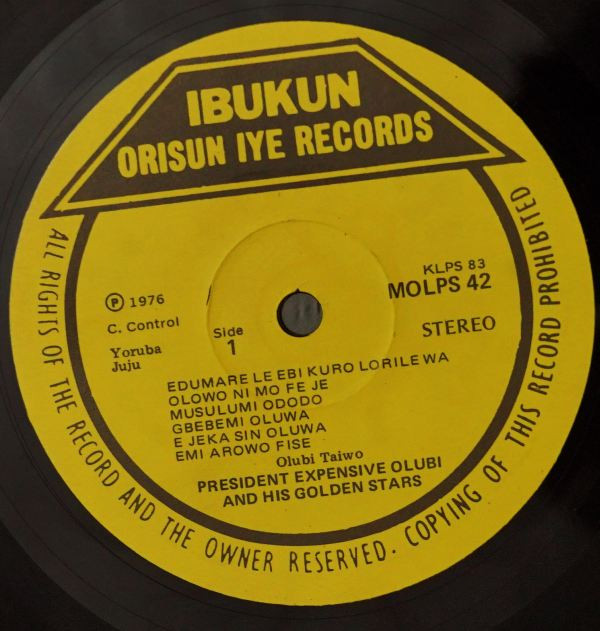 IBUKUN
ORISUN IYE RECORDS
KLPS 83
MOLPS 42
STEREO
Ⓟ 1976
C. Control
Yoruba
Juju
Side
1
EDUMARE LE EBI KURO LORILE WA
OLOWO NI MO FE JE
MUSULUMI ODODO
GBEBEMI OLUWA
E JEKA SIN OLUWA
EMI AROWO FISE
Olubi Taiwo
PRESIDENT EXPENSIVE OLUBI
AND HIS GOLDEN STARS
ALL RIGHTS OF THE RECORD AND THE OWNER RESERVED. COPYING OF THIS RECORD PROHIBITED